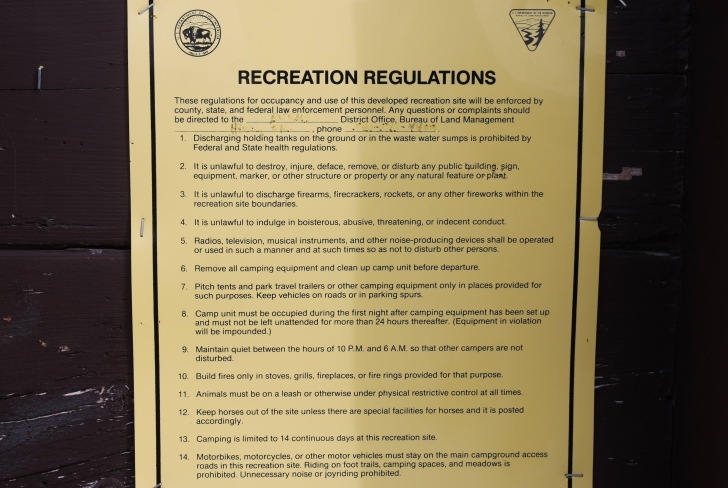 RECREATION REGULATIONS
These regulations for occupancy and use of this developed recreation site will be enforced by
county, state, and federal law enforcement personnel. Any questions or complaints should
be directed to the District Office, Bureau of Land Management
, phone
1. Discharging holding tanks on the ground or in the waste water sumps is prohibited by
Federal and State health regulations.
2. It is unlawful to destroy, injure, deface, remove, or disturb any public building, sign,
equipment, marker, or other structure or property or any natural feature or plant.
3. It is unlawful to discharge firearms, firecrackers, rockets, or any other fireworks within the
recreation site boundaries.
4. It is unlawful to indulge in boisterous, abusive, threatening, or indecent conduct.
5. Radios, television, musical instruments, and other noise-producing devices shall be operated
or used in such a manner and at such times so as not to disturb other persons.
6. Remove all camping equipment and clean up camp unit before departure.
7. Pitch tents and park travel trailers or other camping equipment only in places provided for
such purposes. Keep vehicles on roads or in parking spurs.
8. Camp unit must be occupied during the first night after camping equipment has been set up
and must not be left unattended for more than 24 hours thereafter. (Equipment in violation
will be impounded.)
9. Maintain quiet between the hours of 10 P.M. and 6 A.M. so that other campers are not
disturbed.
10. Build fires only in stoves, grills, fireplaces, or fire rings provided for that purpose.
11. Animals must be on a leash or otherwise under physical restrictive control at all times.
12. Keep horses out of the site unless there are special facilities for horses and it is posted
accordingly.
13. Camping is limited to 14 continuous days at this recreation site.
14. Motorbikes, motorcycles, or other motor vehicles must stay on the main campground access
roads in this recreation site. Riding on foot trails, camping spaces, and meadows is
prohibited. Unnecessary noise or joyriding prohibited.